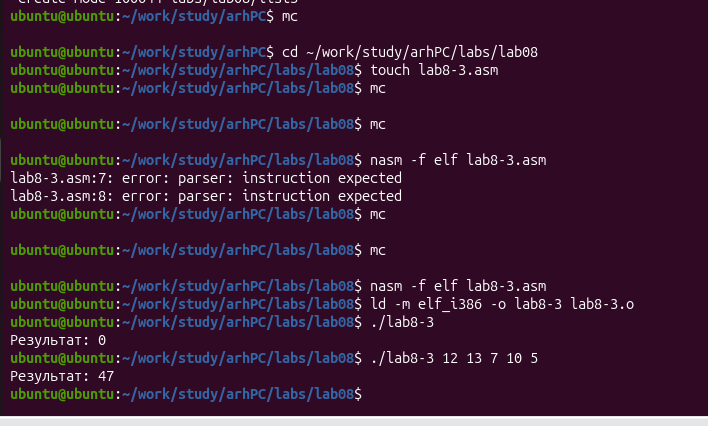 ubuntu@ubuntu:~/work/study/arhPC$ mc
ubuntu@ubuntu:~/work/study/arhPC$ cd ~/work/study/arhPC/labs/lab08
ubuntu@ubuntu:~/work/study/arhPC/labs/lab08$ touch lab8-3.asm
ubuntu@ubuntu:~/work/study/arhPC/labs/lab08$ mc
ubuntu@ubuntu:~/work/study/arhPC/labs/lab08$ mc
ubuntu@ubuntu:~/work/study/arhPC/labs/lab08$ nasm -f elf lab8-3.asm
lab8-3.asm:7: error: parser: instruction expected
lab8-3.asm:8: error: parser: instruction expected
ubuntu@ubuntu:~/work/study/arhPC/labs/lab08$ mc
ubuntu@ubuntu:~/work/study/arhPC/labs/lab08$ mc
ubuntu@ubuntu:~/work/study/arhPC/labs/lab08$ nasm -f elf lab8-3.asm
ubuntu@ubuntu:~/work/study/arhPC/labs/lab08$ ld -m elf_i386 -o lab8-3 lab8-3.o
ubuntu@ubuntu:~/work/study/arhPC/labs/lab08$ ./lab8-3
Результат: 0
ubuntu@ubuntu:~/work/study/arhPC/labs/lab08$ ./lab8-3 12 13 7 10 5
Результат: 47
ubuntu@ubuntu:~/work/study/arhPC/labs/lab08$